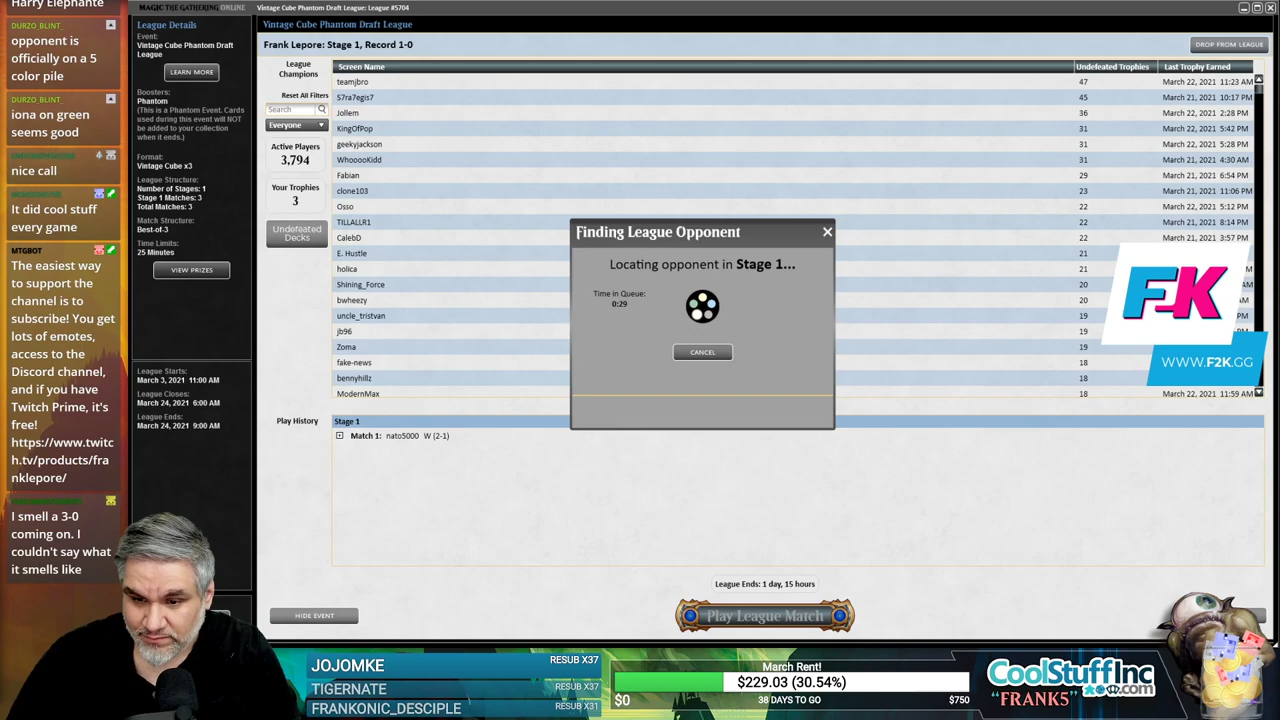 Harry Elephante
DURZO_BLINT
opponent is
officially on a 5
color pile
DURZO_BLINT
iona on green
seems good
nice call
It did cool stuff
every game
MTGBOT
The easiest way
to support the
channel is to
subscribe! You get
lots of emotes,
access to the
Discord channel,
and if you have
Twitch Prime, it's
free!
https://www.twitc
h.tv/products/fra
nklepore/
I smell a 3-0
coming on. I
couldn't say what
it smells like
MAGIC THE GATHERING ONLINE
Vintage Cube Phantom Draft League: League #5704
League Details
Event:
Vintage Cube Phantom Draft
League
LEARN MORE
Boosters:
Phantom
(This is a Phantom Event. Cards
used during this event will NOT
be added to your collection
when it ends.)
Format:
Vintage Cube x3
League Structure:
Number of Stages: 1
Stage 1 Matches: 3
Total Matches: 3
Match Structure:
Best-of-3
Time Limits:
25 Minutes
VIEW PRIZES
League Starts:
March 3, 2021 11:00 AM
League Closes:
March 24, 2021 6:00 AM
League Ends:
March 24, 2021 9:00 AM
Vintage Cube Phantom Draft League
Frank Lepore: Stage 1, Record 1-0
DROP FROM LEAGUE
League
Champions
Reset All Filters
Search
Everyone
Active Players
3,794
Your Trophies
3
Undefeated
Decks
Screen Name Undefeated Trophies Last Trophy Earned
teamjbro 47 March 22, 2021 11:23 AM
S7ra7egis7 45 March 21, 2021 10:17 PM
Jollem 36 March 22, 2021 2:28 PM
KingOfPop 31 March 21, 2021 5:42 PM
geekyjackson 31 March 21, 2021 5:28 PM
WhooooKidd 31 March 21, 2021 4:30 AM
Fabian 29 March 21, 2021 6:54 PM
clone103 23 March 21, 2021 11:06 PM
Osso 22 March 21, 2021 5:12 PM
TILLALLR1 22 March 21, 2021 8:14 PM
CalebD 22 March 22, 2021 3:57 PM
E. Hustle 21
holica 21
Shining_Force 20
bwheezy 20
uncle_tristvan 19
jb96 19
Zoma 19
fake-news 18
bennyhillz 18
ModernMax 18 March 22, 2021 11:59 AM
Finding League Opponent
Locating opponent in Stage 1...
Time in Queue:
0:29
CANCEL
F2K
WWW.F2K.GG
Play History
Stage 1
Match 1: nato5000 W (2-1)
League Ends: 1 day, 15 hours
HIDE EVENT
Play League Match
JOJOMKE RESUB X37
TIGERNATE RESUB X37
FRANKONIC_DESCIPLE RESUB X31
March Rent!
$229.03 (30.54%)
$0 38 DAYS TO GO $750
CoolStuffInc
.com
"FRANK5"